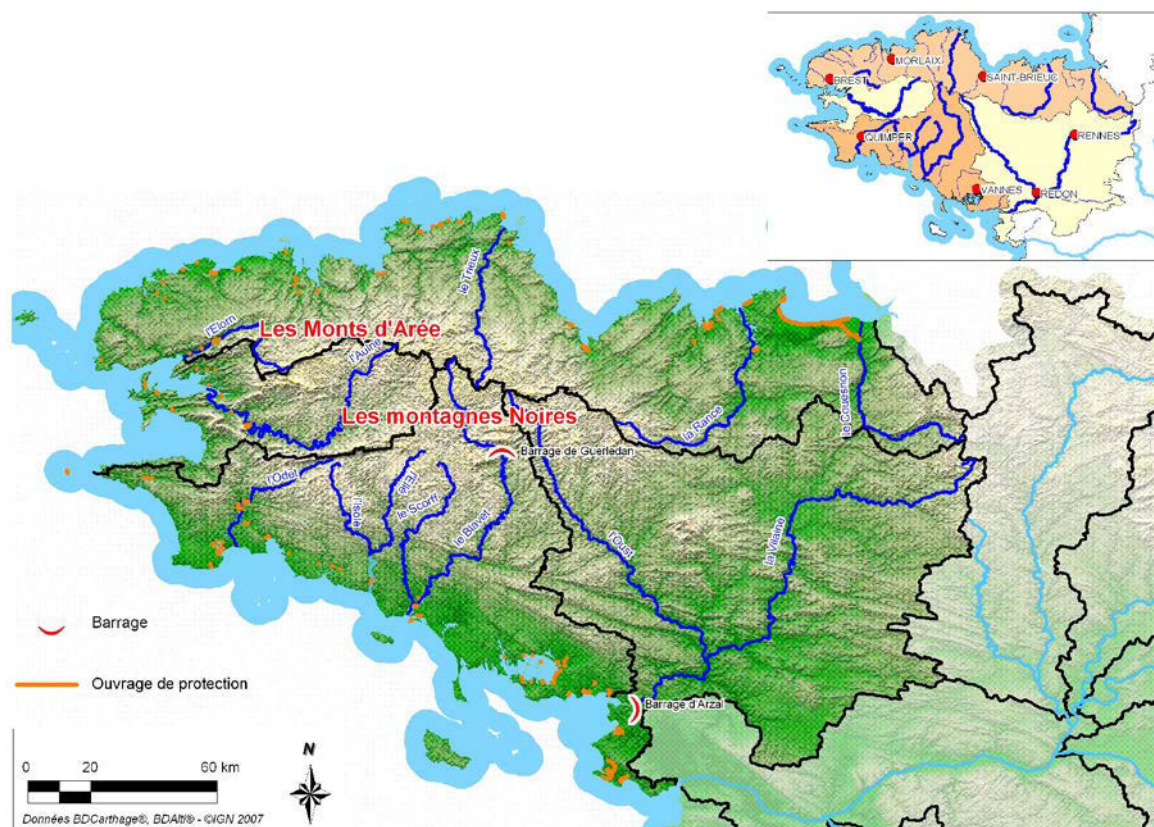 MORLAIX
BREST
SAINT-BRIEUC
QUIMPER
RENNES
VANNES
REDON
le Trieux
l'Elorn
Les Monts d'Arée
l'Aulne
Les montagnes Noires
la Rance
le Couesnon
Barrage de Guerlédan
l'Odet
l'Isole
l'Ellé
le Scorff
le Blavet
l'Oust
la Vilaine
Barrage
Ouvrage de protection
Barrage d'Arzal
N
0 20 60 km
Données BDCarthage®, BDAlti® - ©IGN 2007